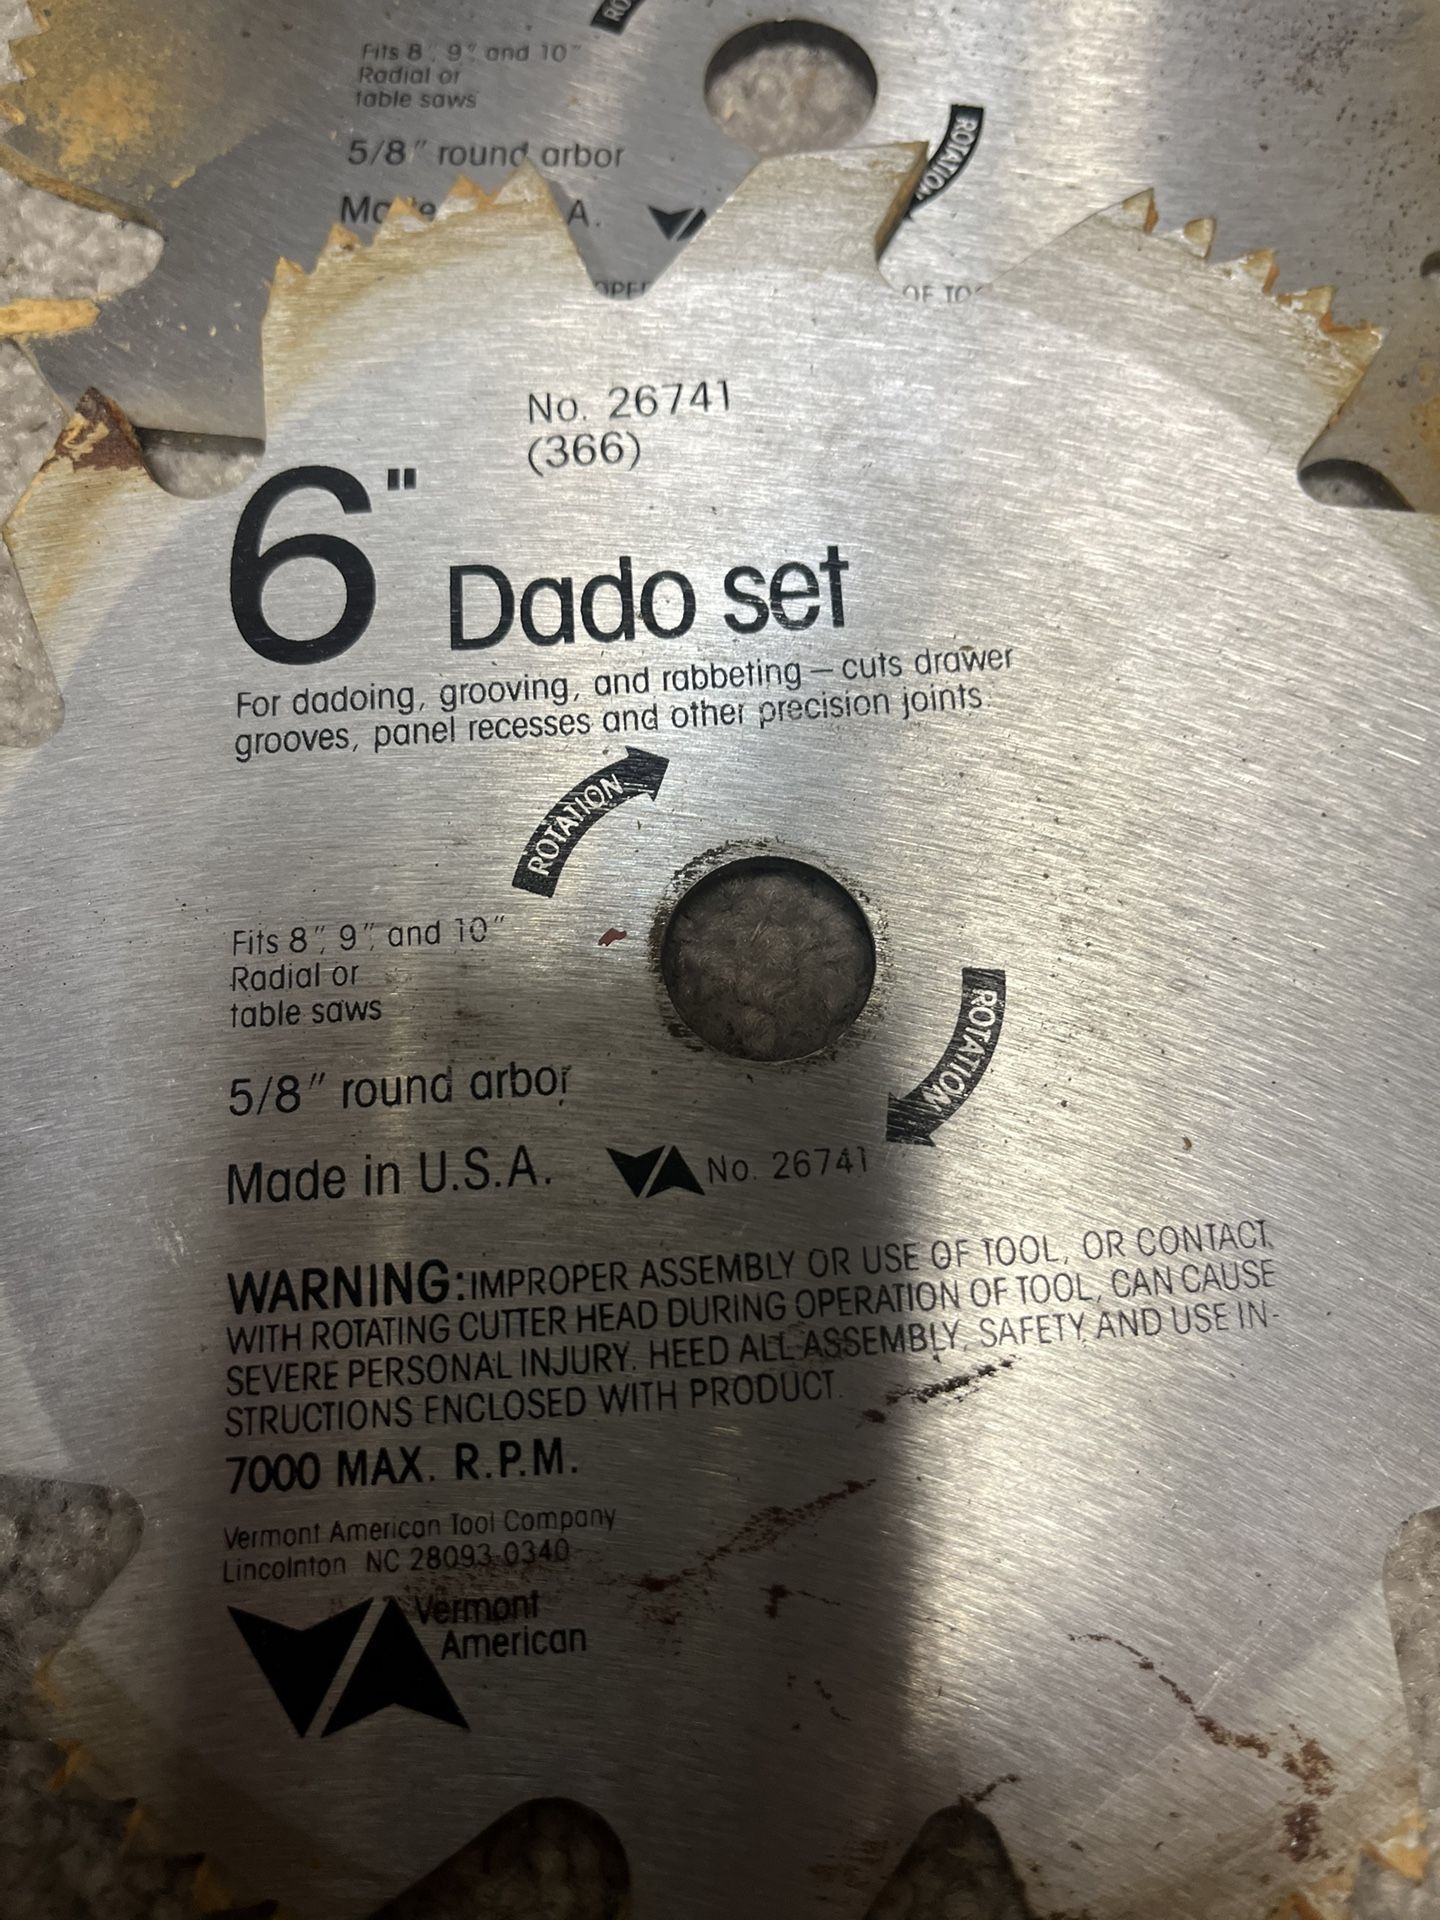 Fits 8", 9" and 10"
Radial or
table saws
5/8" round arbor
ROTATION
No. 26741
(366)
6" Dado set
For dadoing, grooving, and rabbeting – cuts drawer
grooves, panel recesses and other precision joints.
ROTATION
Fits 8", 9" and 10"
Radial or
table saws
ROTATION
5/8" round arbor
Made in U.S.A. VA No. 26741
WARNING: IMPROPER ASSEMBLY OR USE OF TOOL, OR CONTACT
WITH ROTATING CUTTER HEAD DURING OPERATION OF TOOL, CAN CAUSE
SEVERE PERSONAL INJURY. HEED ALL ASSEMBLY, SAFETY AND USE IN-
STRUCTIONS ENCLOSED WITH PRODUCT.
7000 MAX. R.P.M.
Vermont American Tool Company
Lincolnton NC 28093-0340
VA Vermont
American